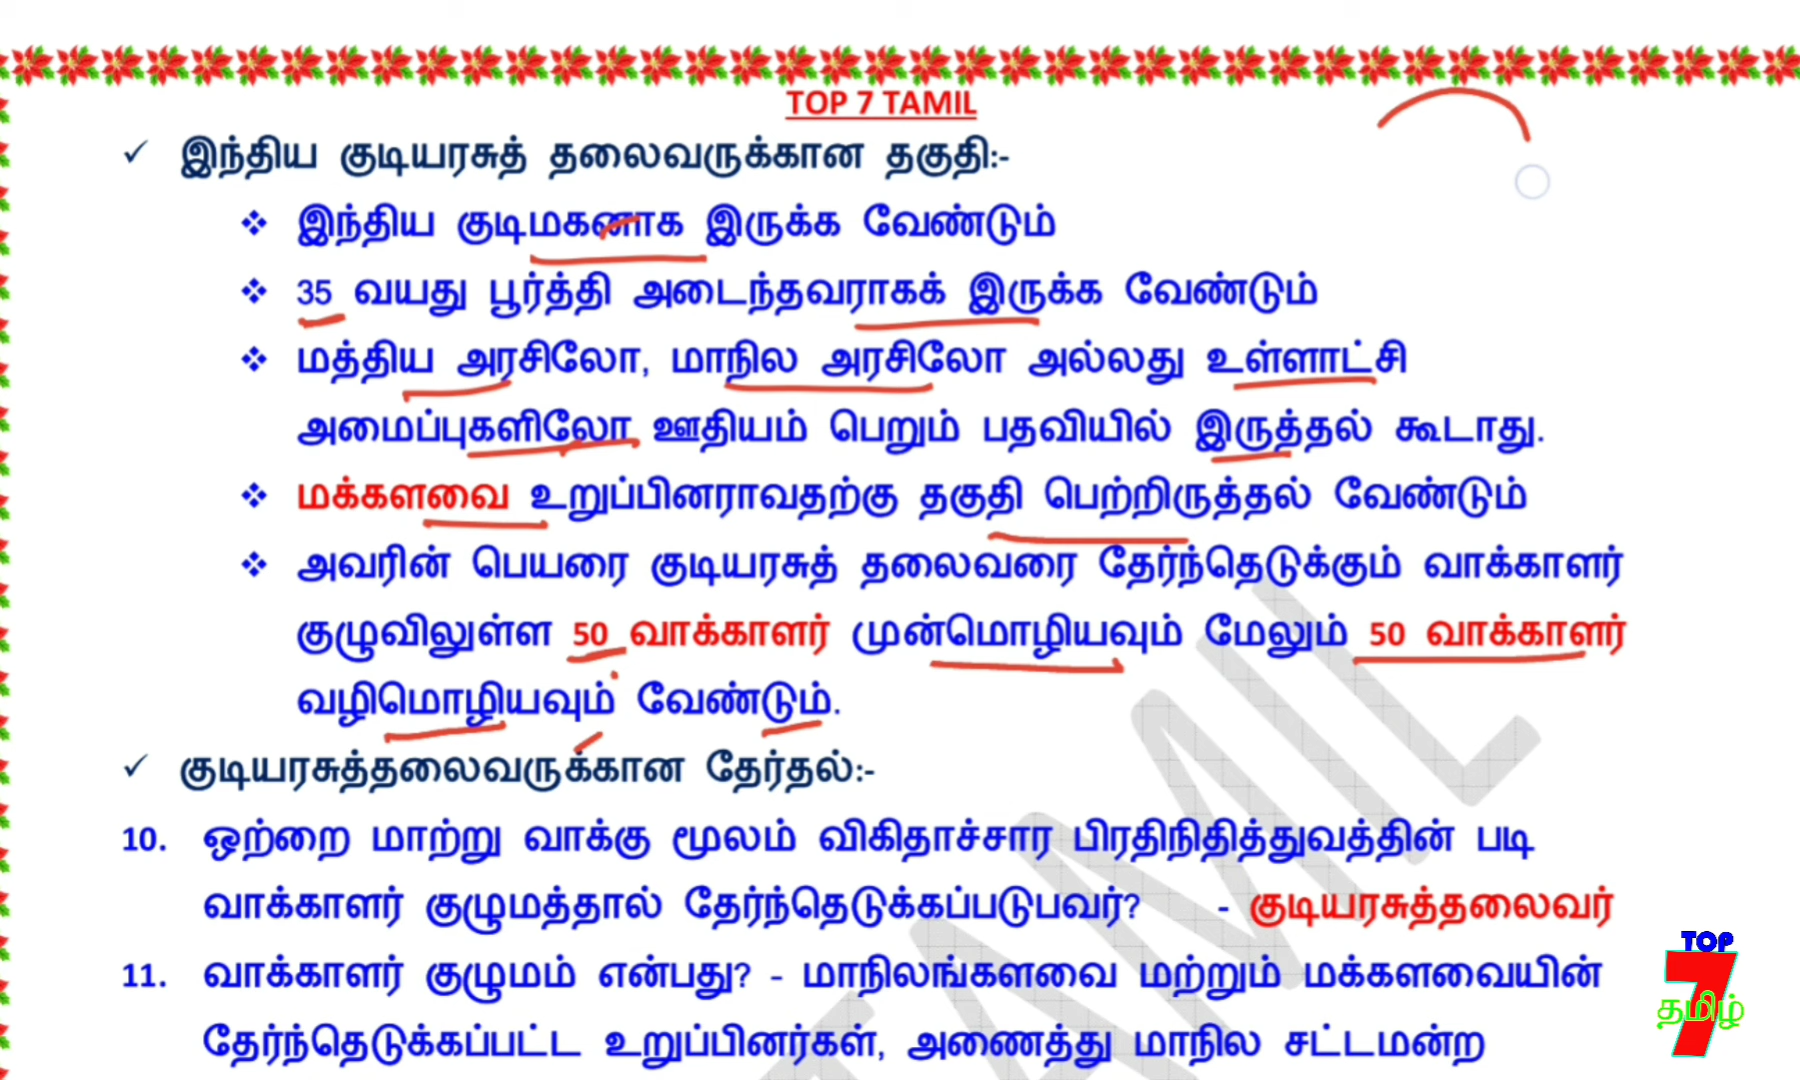 TOP 7 TAMIL
✓ இந்திய குடியரசுத் தலைவருக்கான தகுதி:-
❖ இந்திய குடிமகனாக இருக்க வேண்டும்
❖ 35 வயது பூர்த்தி அடைந்தவராகக் இருக்க வேண்டும்
❖ மத்திய அரசிலோ, மாநில அரசிலோ அல்லது உள்ளாட்சி
அமைப்புகளிலோ ஊதியம் பெறும் பதவியில் இருத்தல் கூடாது.
❖ மக்களவை உறுப்பினராவதற்கு தகுதி பெற்றிருத்தல் வேண்டும்
❖ அவரின் பெயரை குடியரசுத் தலைவரை தேர்ந்தெடுக்கும் வாக்காளர்
குழுவிலுள்ள 50 வாக்காளர் முன்மொழியவும் மேலும் 50 வாக்காளர்
வழிமொழியவும் வேண்டும்.
✓ குடியரசுத்தலைவருக்கான தேர்தல்:-
10. ஒற்றை மாற்று வாக்கு மூலம் விகிதாச்சார பிரதிநிதித்துவத்தின் படி
வாக்காளர் குழுமத்தால் தேர்ந்தெடுக்கப்படுபவர்? - குடியரசுத்தலைவர்
11. வாக்காளர் குழுமம் என்பது? - மாநிலங்களவை மற்றும் மக்களவையின்
தேர்ந்தெடுக்கப்பட்ட உறுப்பினர்கள், அணைத்து மாநில சட்டமன்ற
TAMIL
TOP
7
தமிழ்